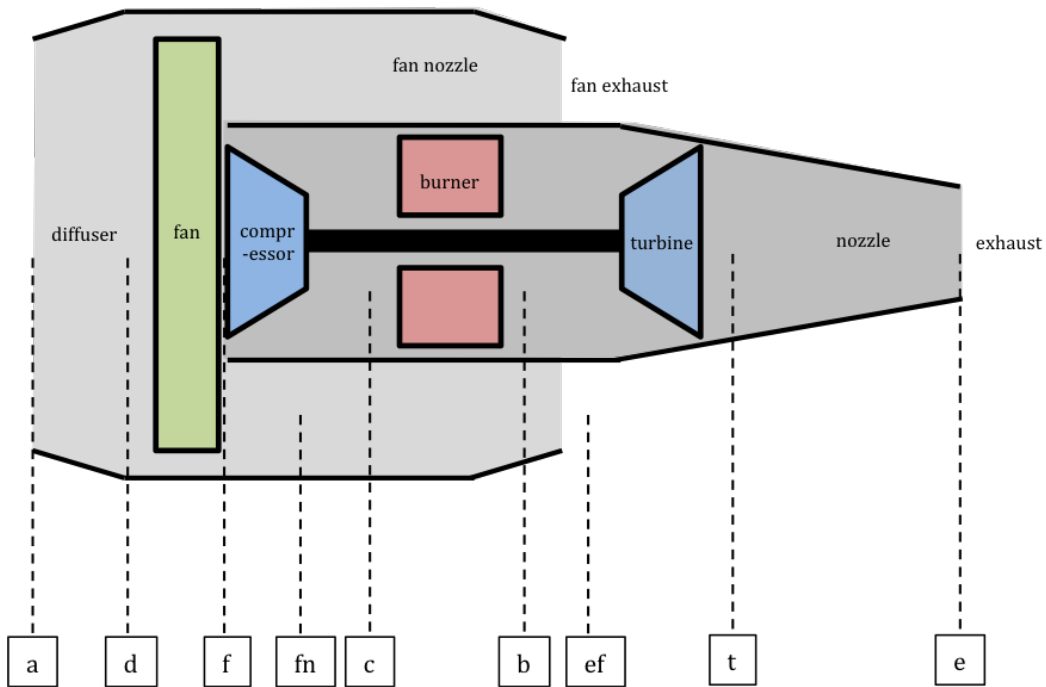 fan nozzle
fan exhaust
burner
diffuser
fan
compr
-essor
turbine
nozzle
exhaust
a
d
f
fn
c
b
ef
t
e